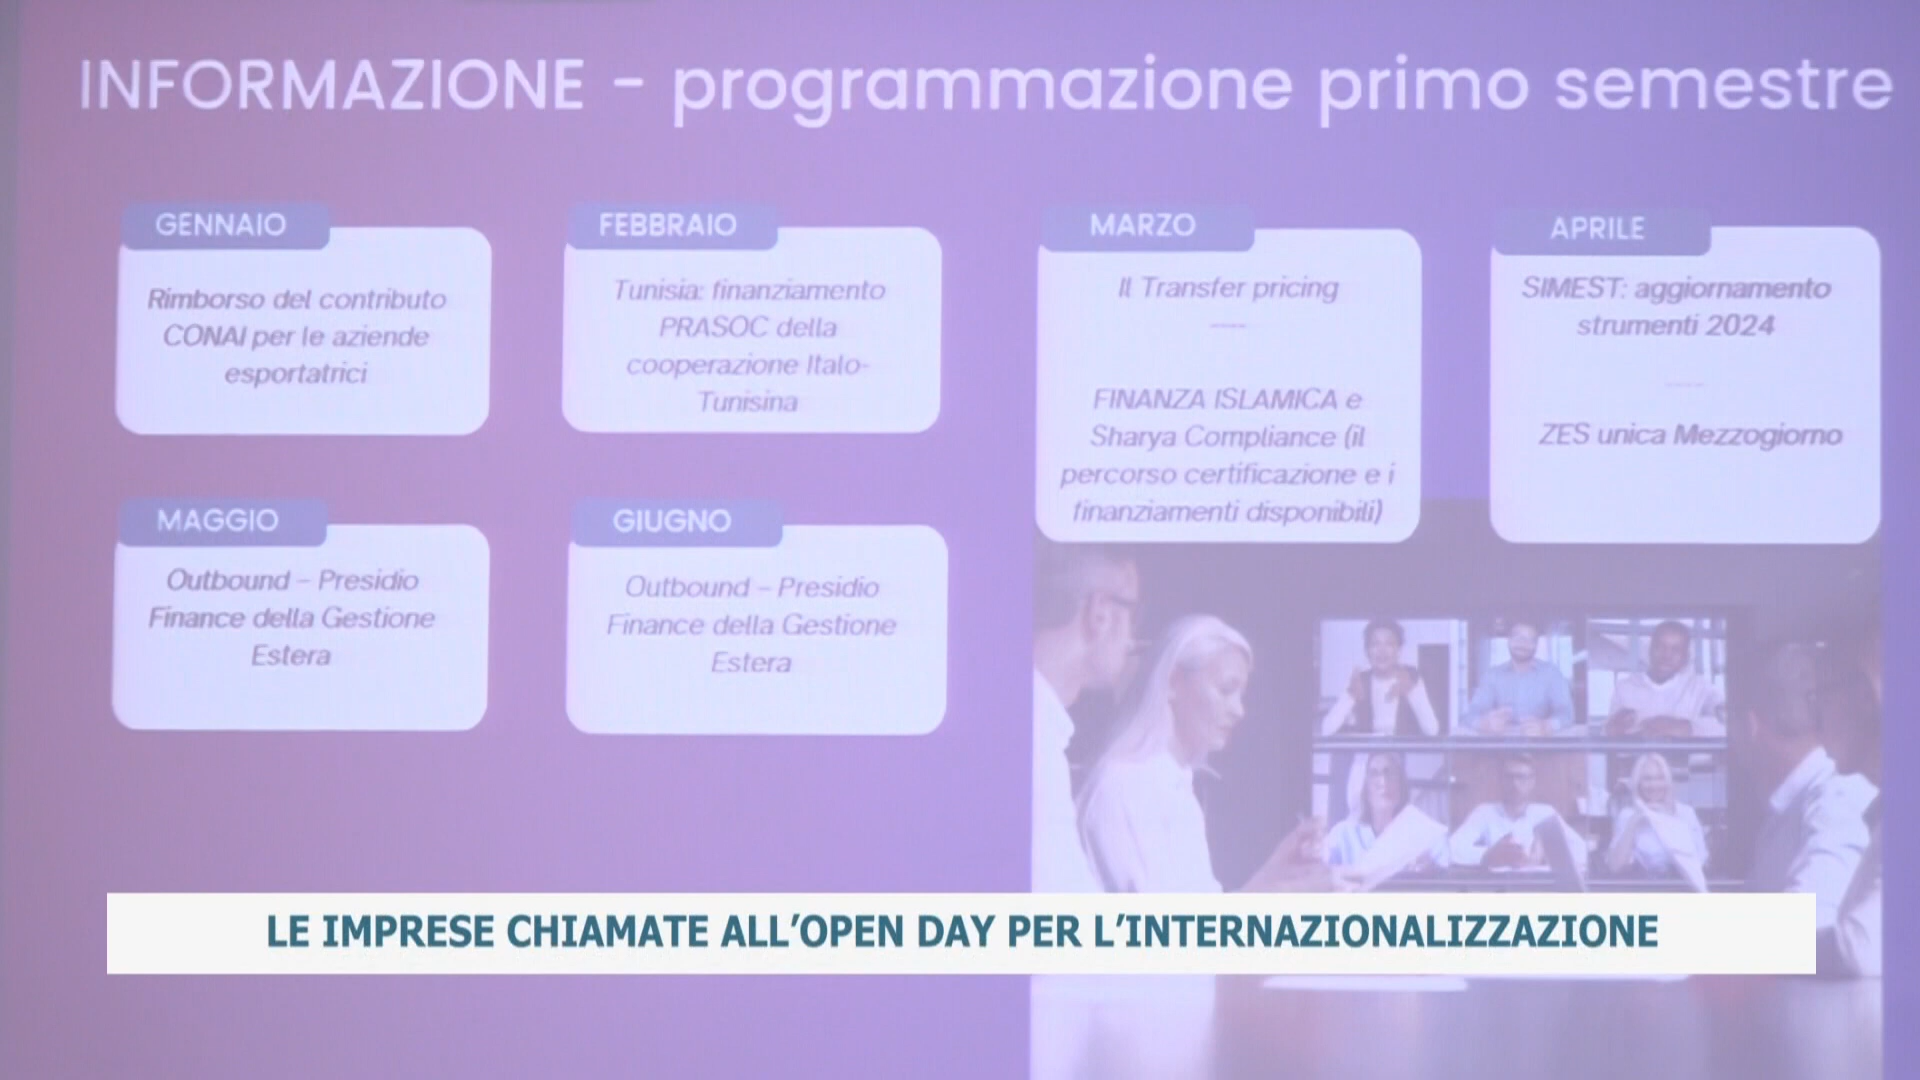 INFORMAZIONE - programmazione primo semestre
GENNAIO
Rimborso del contributo
CONAI per le aziende
esportatrici
FEBBRAIO
Tunisia: finanziamento
PRASOC della
cooperazione Italo-
Tunisina
MARZO
Il Transfer pricing
----
FINANZA ISLAMICA e
Sharya Compliance (il
percorso certificazione e i
finanziamenti disponibili)
APRILE
SIMEST: aggiornamento
strumenti 2024
----
ZES unica Mezzogiorno
MAGGIO
Outbound – Presidio
Finance della Gestione
Estera
GIUGNO
Outbound – Presidio
Finance della Gestione
Estera
LE IMPRESE CHIAMATE ALL’OPEN DAY PER L’INTERNAZIONALIZZAZIONE